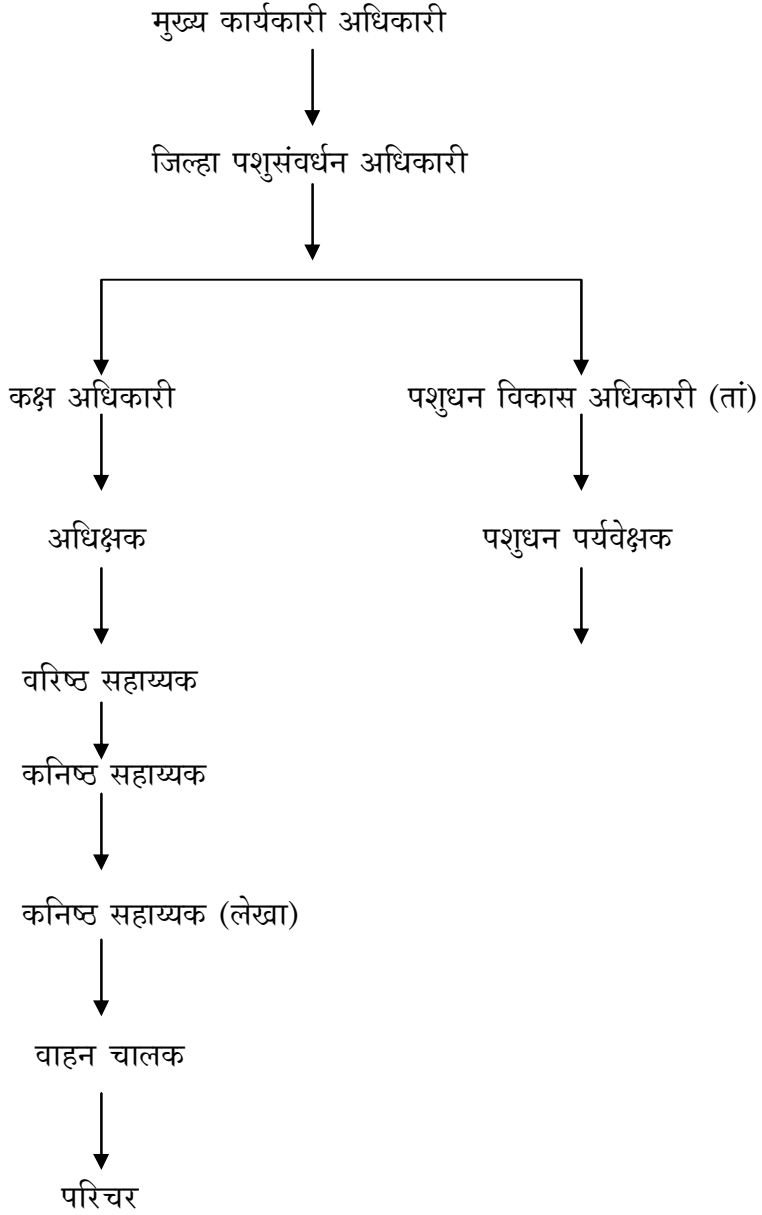 मुख्य कार्यकारी अधिकारी
जिल्हा पशुसंवर्धन अधिकारी
कक्ष अधिकारी
पशुधन विकास अधिकारी (तां)
अधिक्षक
पशुधन पर्यवेक्षक
वरिष्ठ सहाय्यक
कनिष्ठ सहाय्यक
कनिष्ठ सहाय्यक (लेखा)
वाहन चालक
परिचर